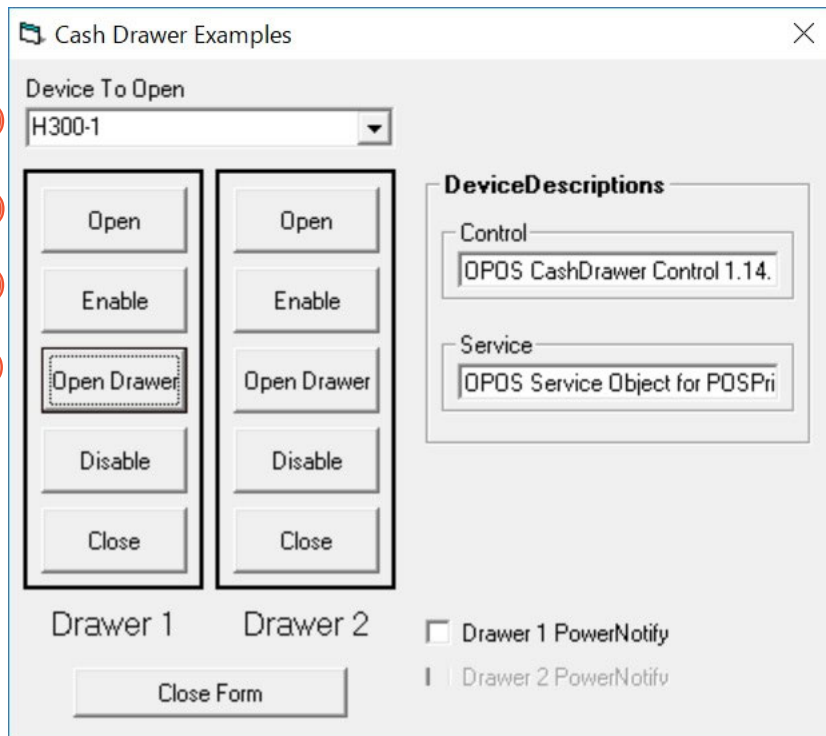 Cash Drawer Examples
Device To Open
H300-1
Open
Open
DeviceDescriptions
Control
OPOS CashDrawer Control 1.14.
Enable
Enable
Service
OPOS Service Object for POSPri
Open Drawer
Open Drawer
Disable
Disable
Close
Close
Drawer 1
Drawer 2
Drawer 1 PowerNotify
Drawer 2 PowerNotify
Close Form